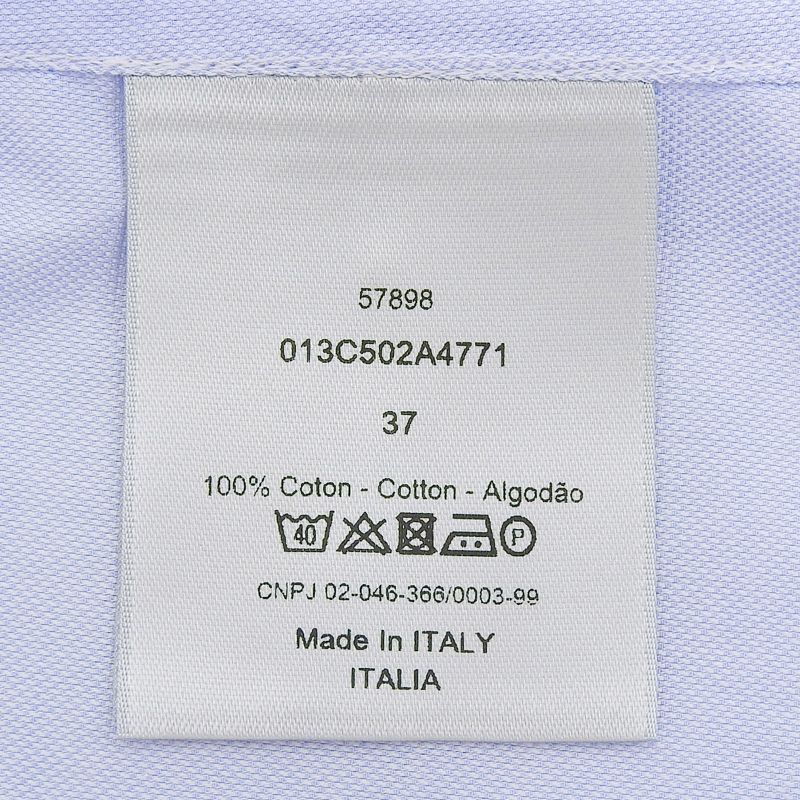 57898
013C502A4771
37
100% Coton - Cotton - Algodão
40 P
CNPJ 02-046-366/0003-99
Made In ITALY
ITALIA